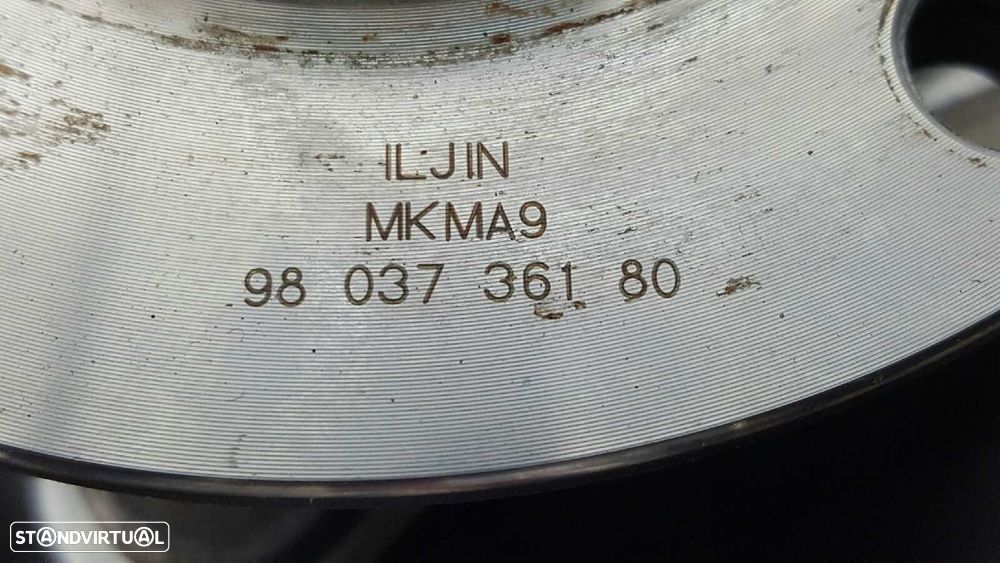 ILJIN
MKMA9
98 037 361 80
STANDVIRTUAL